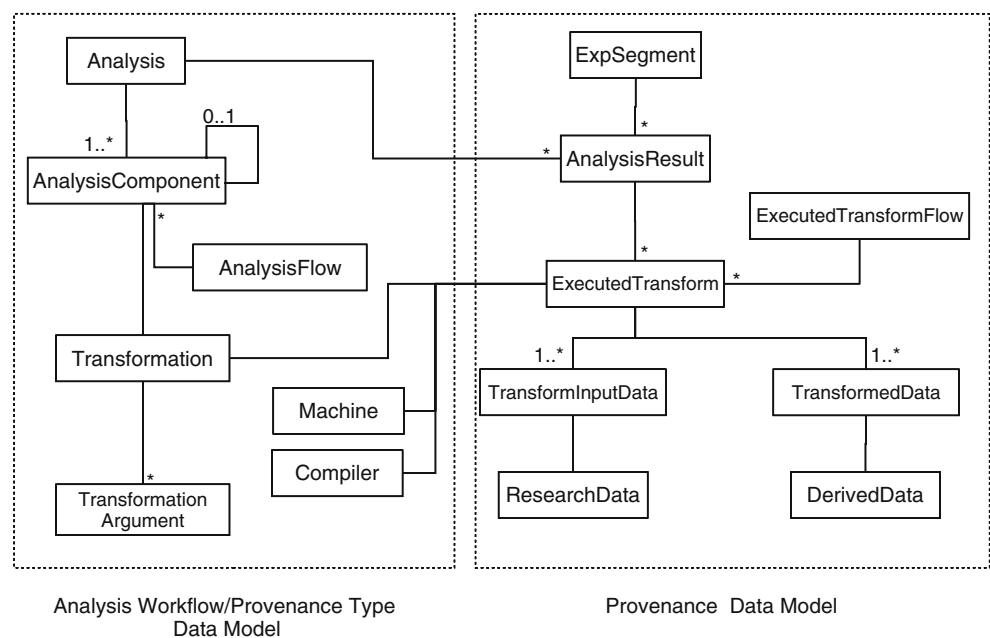 Analysis
0..1
1..*
AnalysisComponent
*
AnalysisFlow
Transformation
Machine
Compiler
*
Transformation
Argument
Analysis Workflow/Provenance Type
Data Model
ExpSegment
*
*
AnalysisResult
ExecutedTransformFlow
*
ExecutedTransform
*
1..*
1..*
TransformInputData
TransformedData
ResearchData
DerivedData
Provenance Data Model